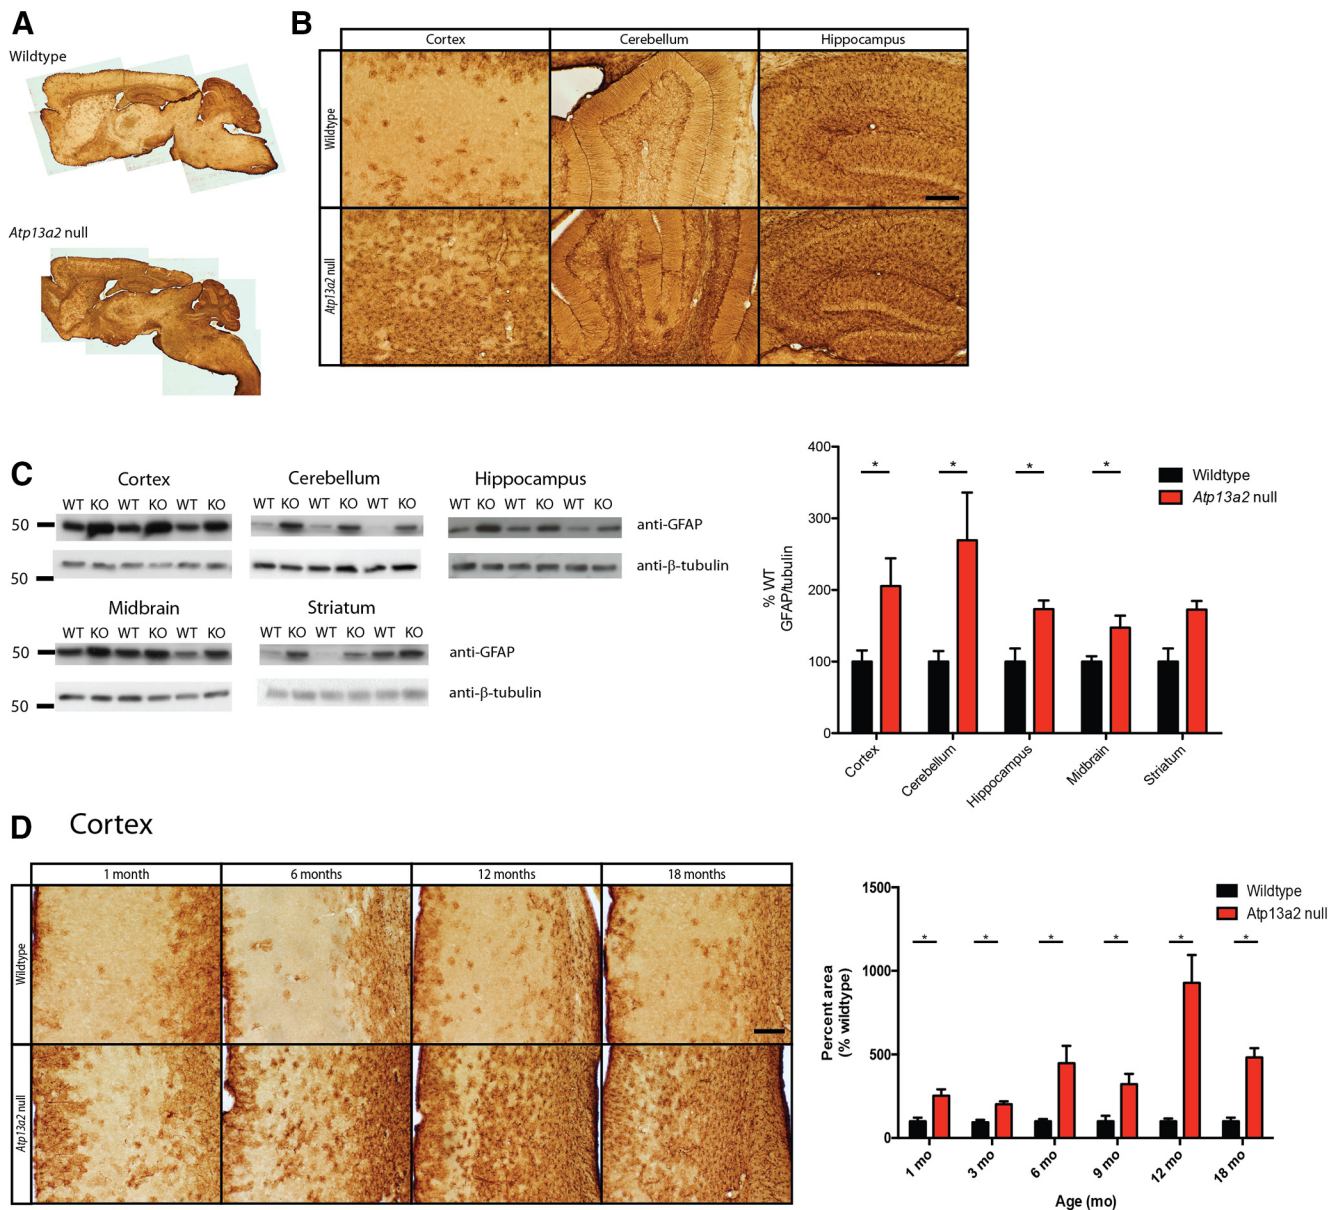 A
Wildtype
Atp13a2 null
B
Cortex Cerebellum Hippocampus
Wildtype
Atp13a2 null
C
Cortex
WT KO WT KO WT KO
50
50
Cerebellum
WT KO WT KO WT KO
Hippocampus
WT KO WT KO WT KO
anti-GFAP
anti-β-tubulin
Midbrain
WT KO WT KO WT KO
50
50
Striatum
WT KO WT KO WT KO
anti-GFAP
anti-β-tubulin
% WT
GFAP/tubulin
400
300
200
100
0
* * * *
Wildtype
Atp13a2 null
Cortex Cerebellum Hippocampus Midbrain Striatum
D Cortex
1 month 6 months 12 months 18 months
Wildtype
Atp13a2 null
Percent area
(% wildtype)
1500
1000
500
0
* * * * * *
Wildtype
Atp13a2 null
1 mo 3 mo 6 mo 9 mo 12 mo 18 mo
Age (mo)